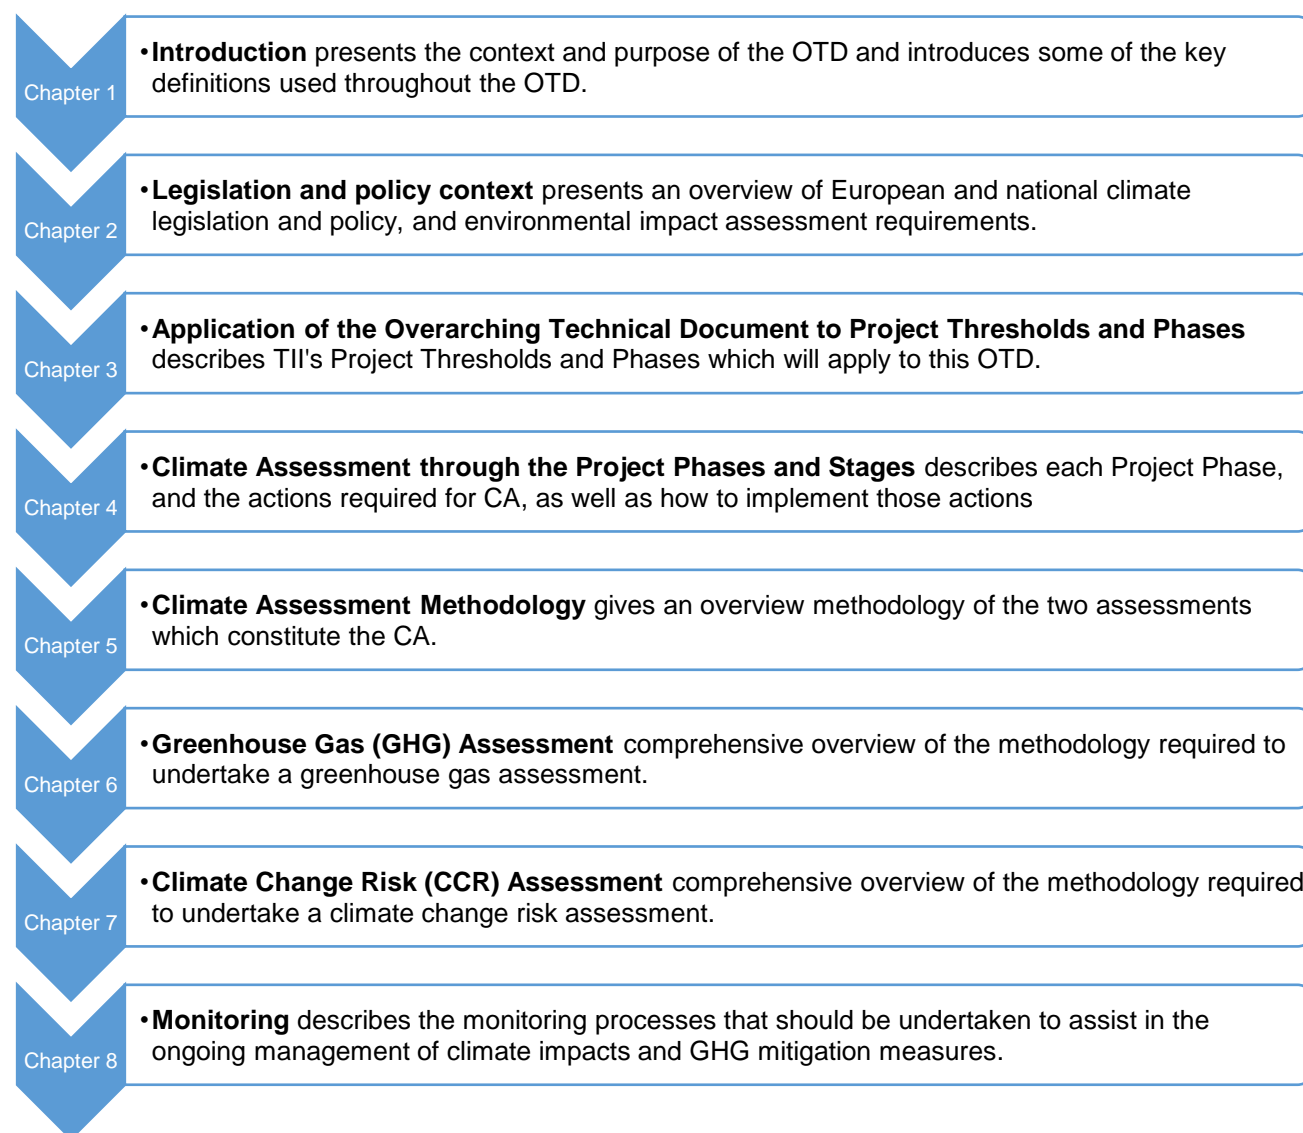 Chapter 1
•Introduction presents the context and purpose of the OTD and introduces some of the key
definitions used throughout the OTD.
Chapter 2
•Legislation and policy context presents an overview of European and national climate
legislation and policy, and environmental impact assessment requirements.
Chapter 3
•Application of the Overarching Technical Document to Project Thresholds and Phases
describes TII's Project Thresholds and Phases which will apply to this OTD.
Chapter 4
•Climate Assessment through the Project Phases and Stages describes each Project Phase,
and the actions required for CA, as well as how to implement those actions
Chapter 5
•Climate Assessment Methodology gives an overview methodology of the two assessments
which constitute the CA.
Chapter 6
•Greenhouse Gas (GHG) Assessment comprehensive overview of the methodology required to
undertake a greenhouse gas assessment.
Chapter 7
•Climate Change Risk (CCR) Assessment comprehensive overview of the methodology required
to undertake a climate change risk assessment.
Chapter 8
•Monitoring describes the monitoring processes that should be undertaken to assist in the
ongoing management of climate impacts and GHG mitigation measures.